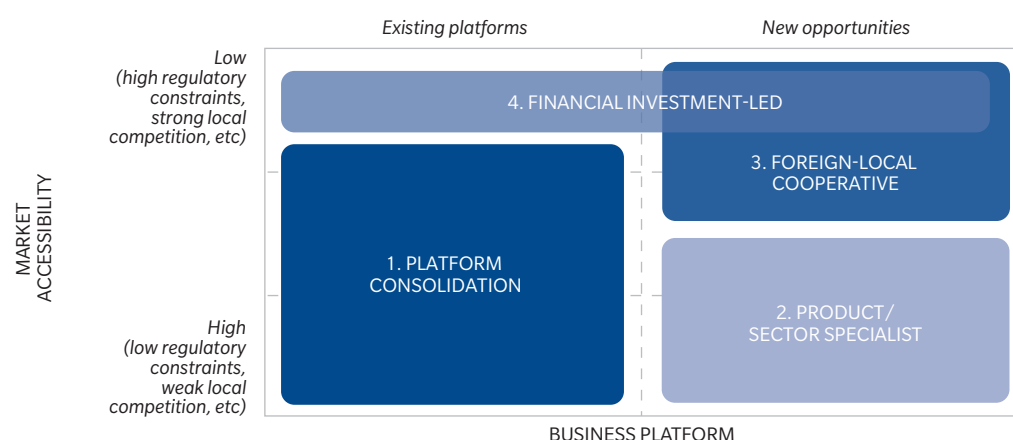 Existing platforms
New opportunities
Low
(high regulatory
constraints,
strong local
competition, etc)
4. FINANCIAL INVESTMENT-LED
3. FOREIGN-LOCAL
COOPERATIVE
MARKET
ACCESSIBILITY
1. PLATFORM
CONSOLIDATION
2. PRODUCT/
SECTOR SPECIALIST
High
(low regulatory
constraints,
weak local
competition, etc)
BUSINESS PLATFORM